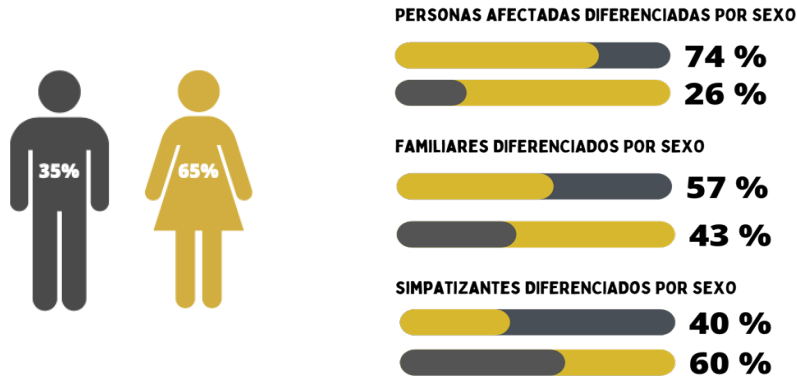 PERSONAS AFECTADAS DIFERENCIADAS POR SEXO
74 %
26 %
35%
65%
FAMILIARES DIFERENCIADOS POR SEXO
57 %
43 %
SIMPATIZANTES DIFERENCIADOS POR SEXO
40 %
60 %